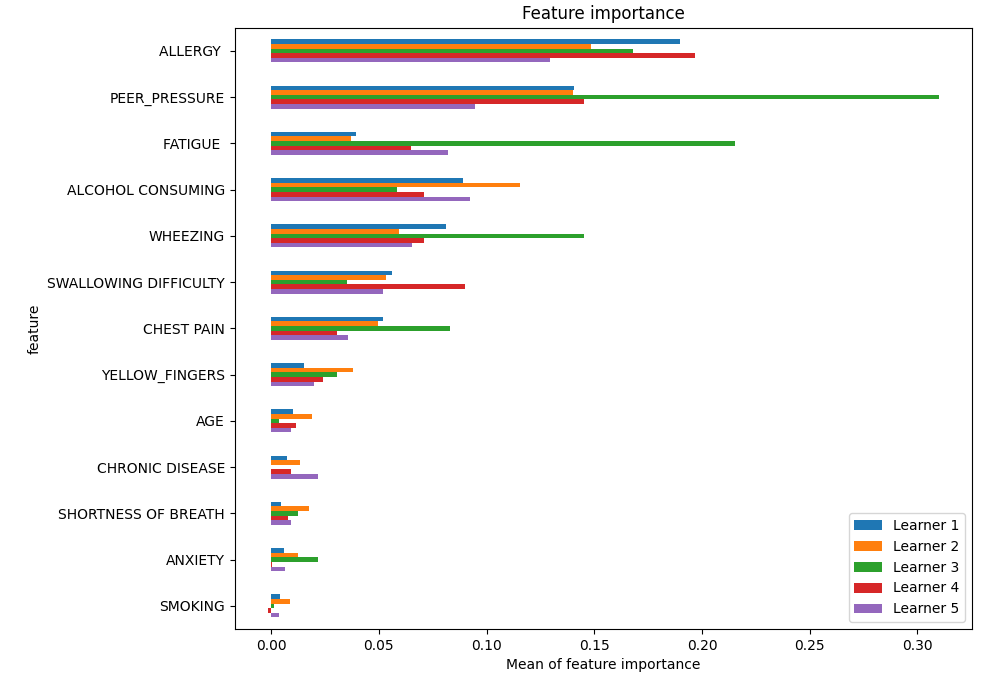 Feature importance
ALLERGY
PEER_PRESSURE
FATIGUE
ALCOHOL CONSUMING
WHEEZING
SWALLOWING DIFFICULTY
CHEST PAIN
YELLOW_FINGERS
AGE
CHRONIC DISEASE
SHORTNESS OF BREATH
ANXIETY
SMOKING
feature
Learner 1
Learner 2
Learner 3
Learner 4
Learner 5
0.00 0.05 0.10 0.15 0.20 0.25 0.30
Mean of feature importance